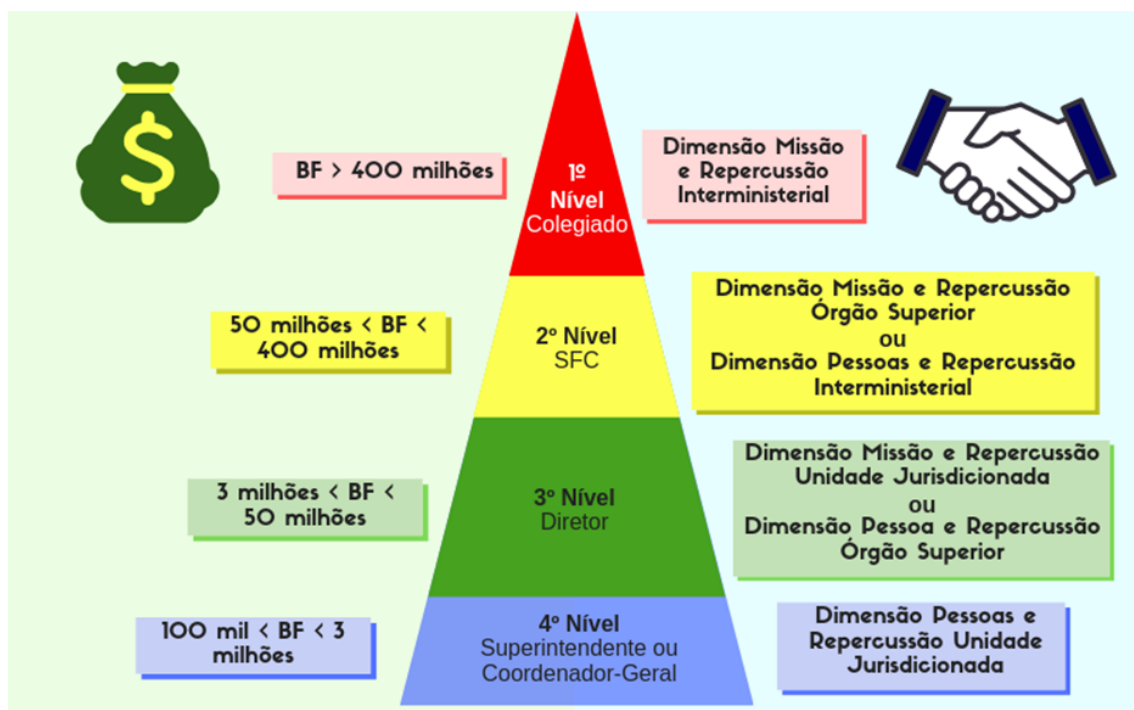 $
BF > 400 milhões
1º
Nível
Colegiado
Dimensão Missão
e Repercussão
Interministerial
50 milhões < BF <
400 milhões
2º Nível
SFC
Dimensão Missão e Repercussão
Órgão Superior
ou
Dimensão Pessoas e Repercussão
Interministerial
3 milhões < BF <
50 milhões
3º Nível
Diretor
Dimensão Missão e Repercussão
Unidade Jurisdicionada
ou
Dimensão Pessoa e Repercussão
Órgão Superior
100 mil < BF < 3
milhões
4º Nível
Superintendente ou
Coordenador-Geral
Dimensão Pessoas e
Repercussão Unidade
Jurisdicionada